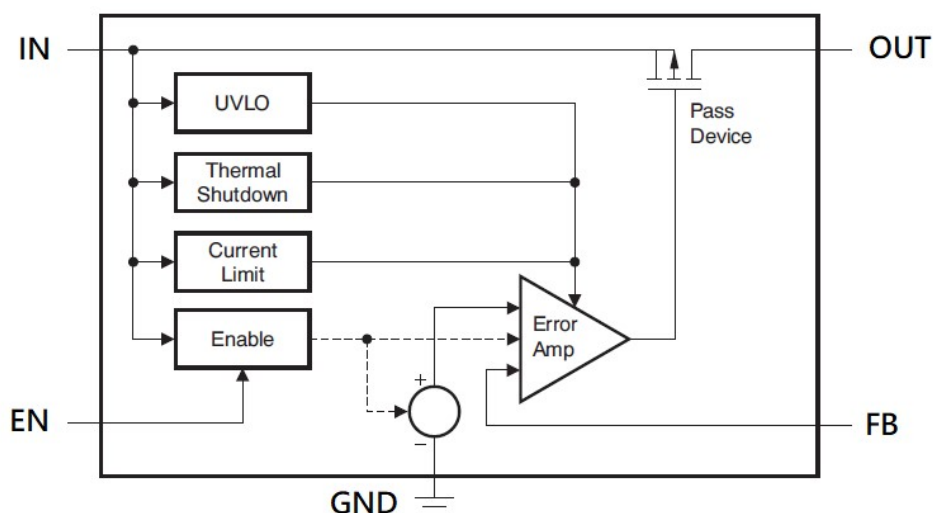 IN
OUT
UVLO
Pass
Device
Thermal
Shutdown
Current
Limit
Error
Amp
Enable
+
−
EN
FB
GND